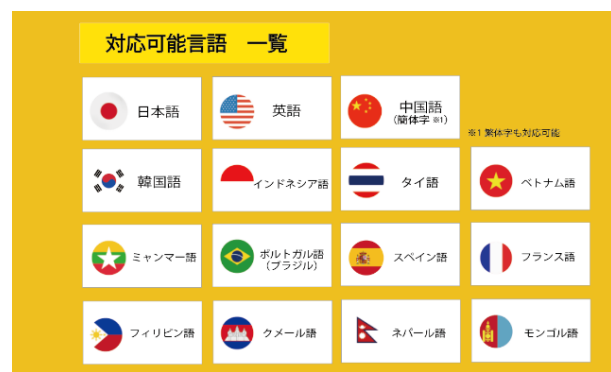 対応可能言語　一覧
日本語
英語
中国語
(簡体字 ※1)
※1 繁体字も対応可能
韓国語
インドネシア語
タイ語
ベトナム語
ミャンマー語
ポルトガル語
(ブラジル)
スペイン語
フランス語
フィリピン語
クメール語
ネパール語
モンゴル語